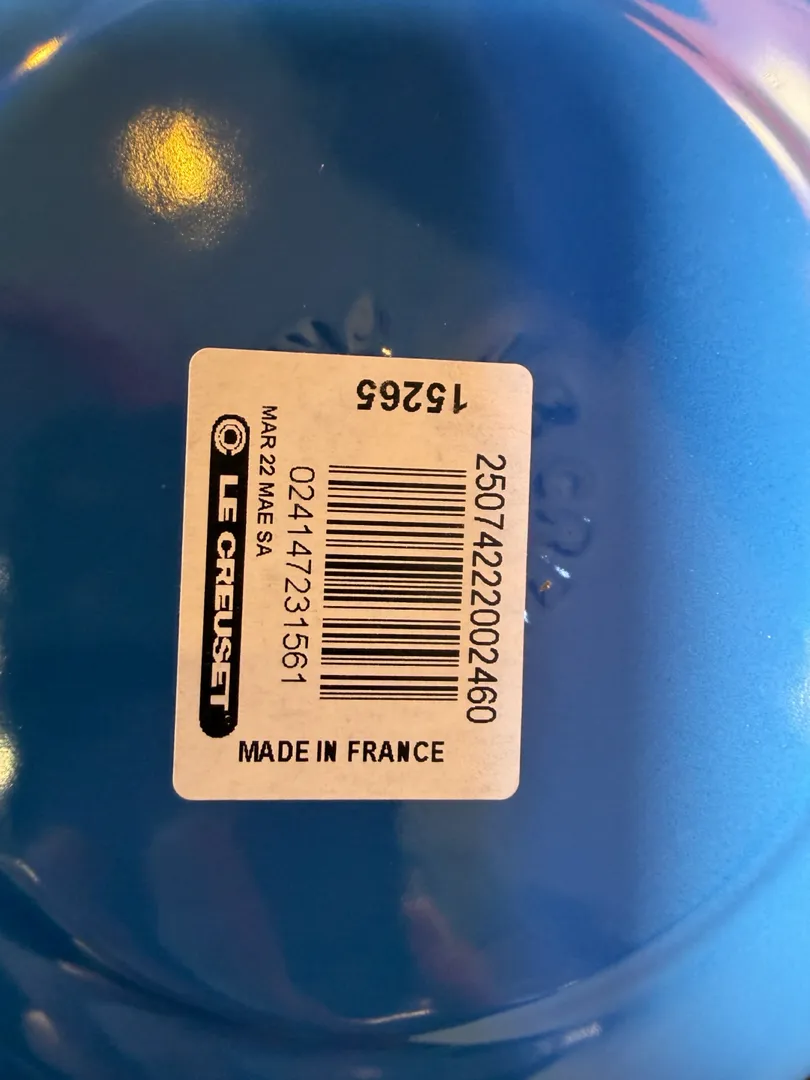 15265
25074222002460
024147231561
MAR 22 MAE SA
LE CREUSET
MADE IN FRANCE